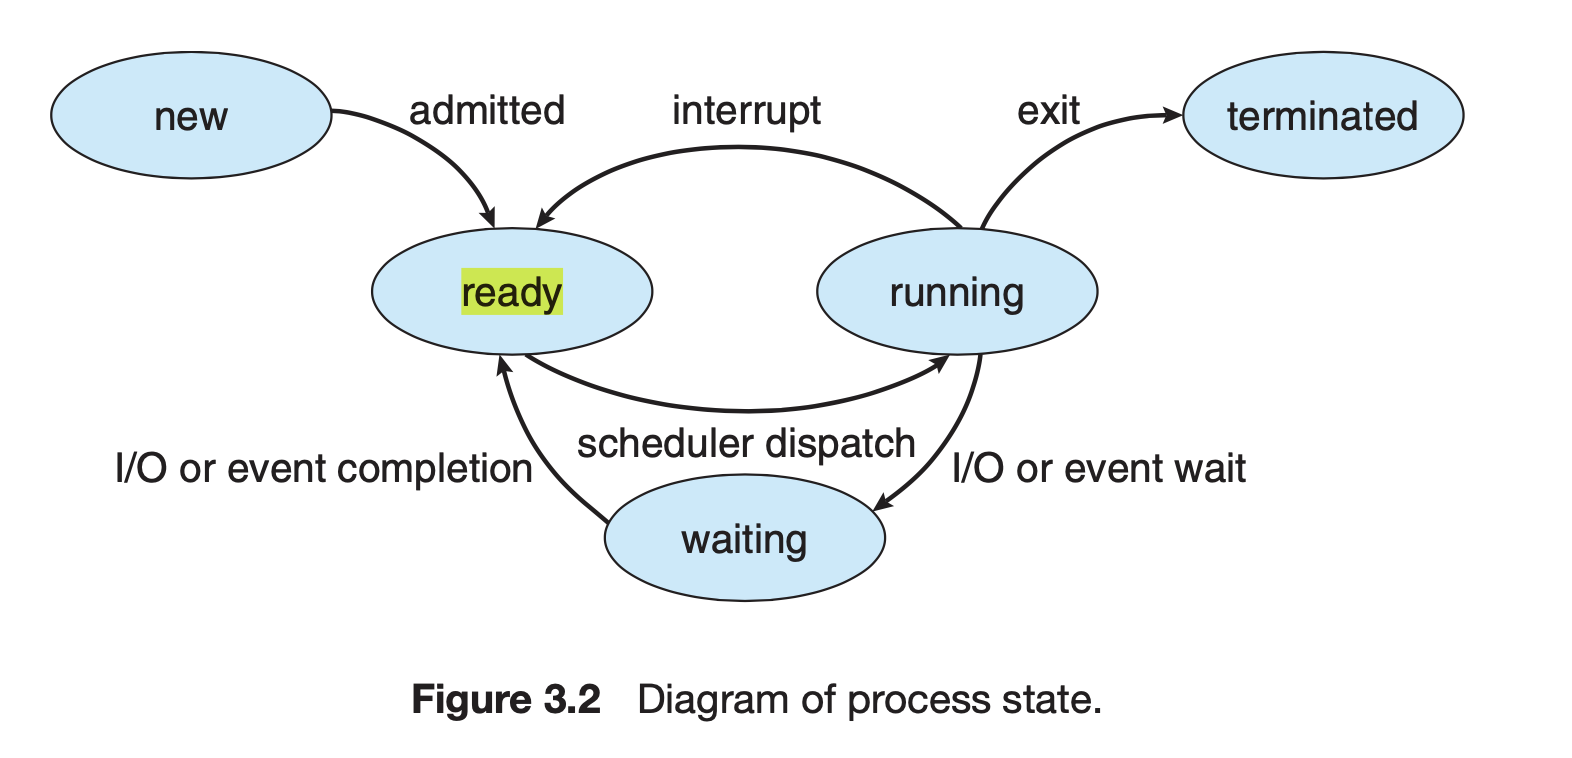 new
admitted
interrupt
exit
terminated
ready
running
scheduler dispatch
I/O or event completion
I/O or event wait
waiting
Figure 3.2 Diagram of process state.